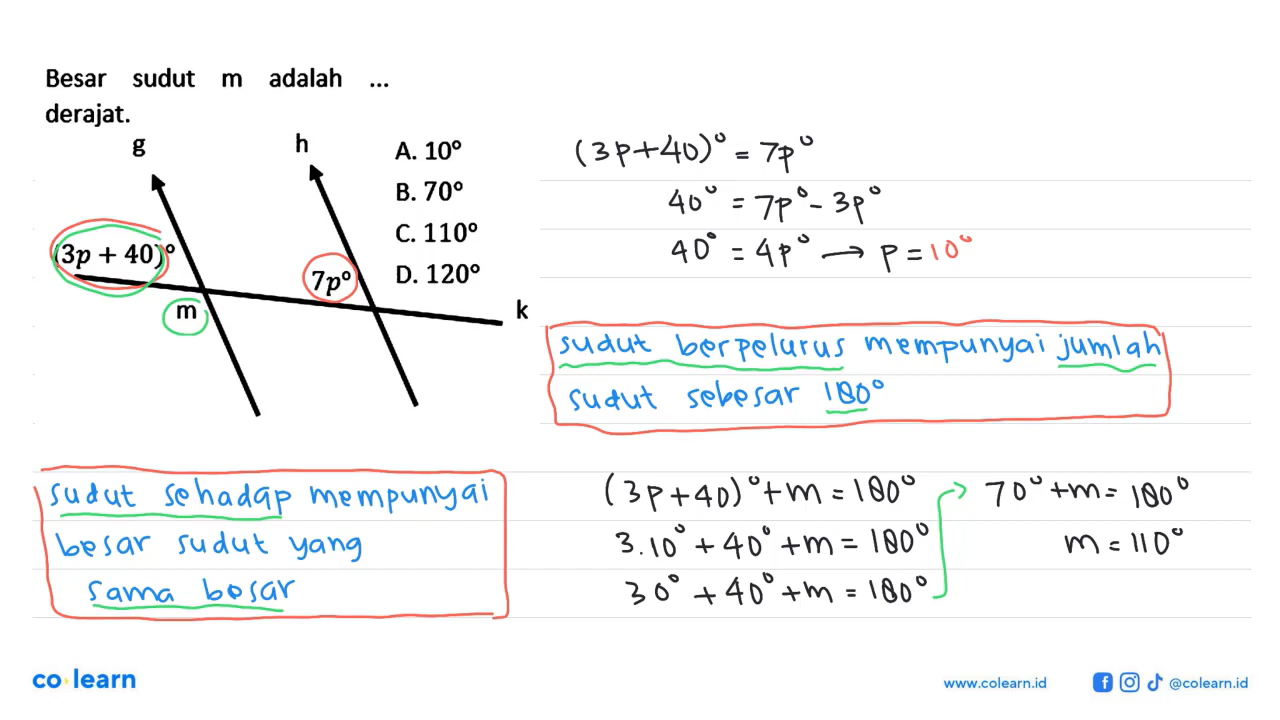 Besar sudut m adalah ...
derajat.
g
h
A. 10°
B. 70°
C. 110°
D. 120°
(3p + 40)°
7p°
m
k
(3p+40)° = 7p°
40° = 7p° - 3p°
40° = 4p° → p = 10°
sudut berpelurus mempunyai jumlah
sudut sebesar 180°
sudut sehadap mempunyai
besar sudut yang
sama besar
(3p+40)° + m = 180°
3.10° + 40° + m = 180°
30° + 40° + m = 180°
70° + m = 180°
m = 110°
co learn
www.colearn.id
@colearn.id